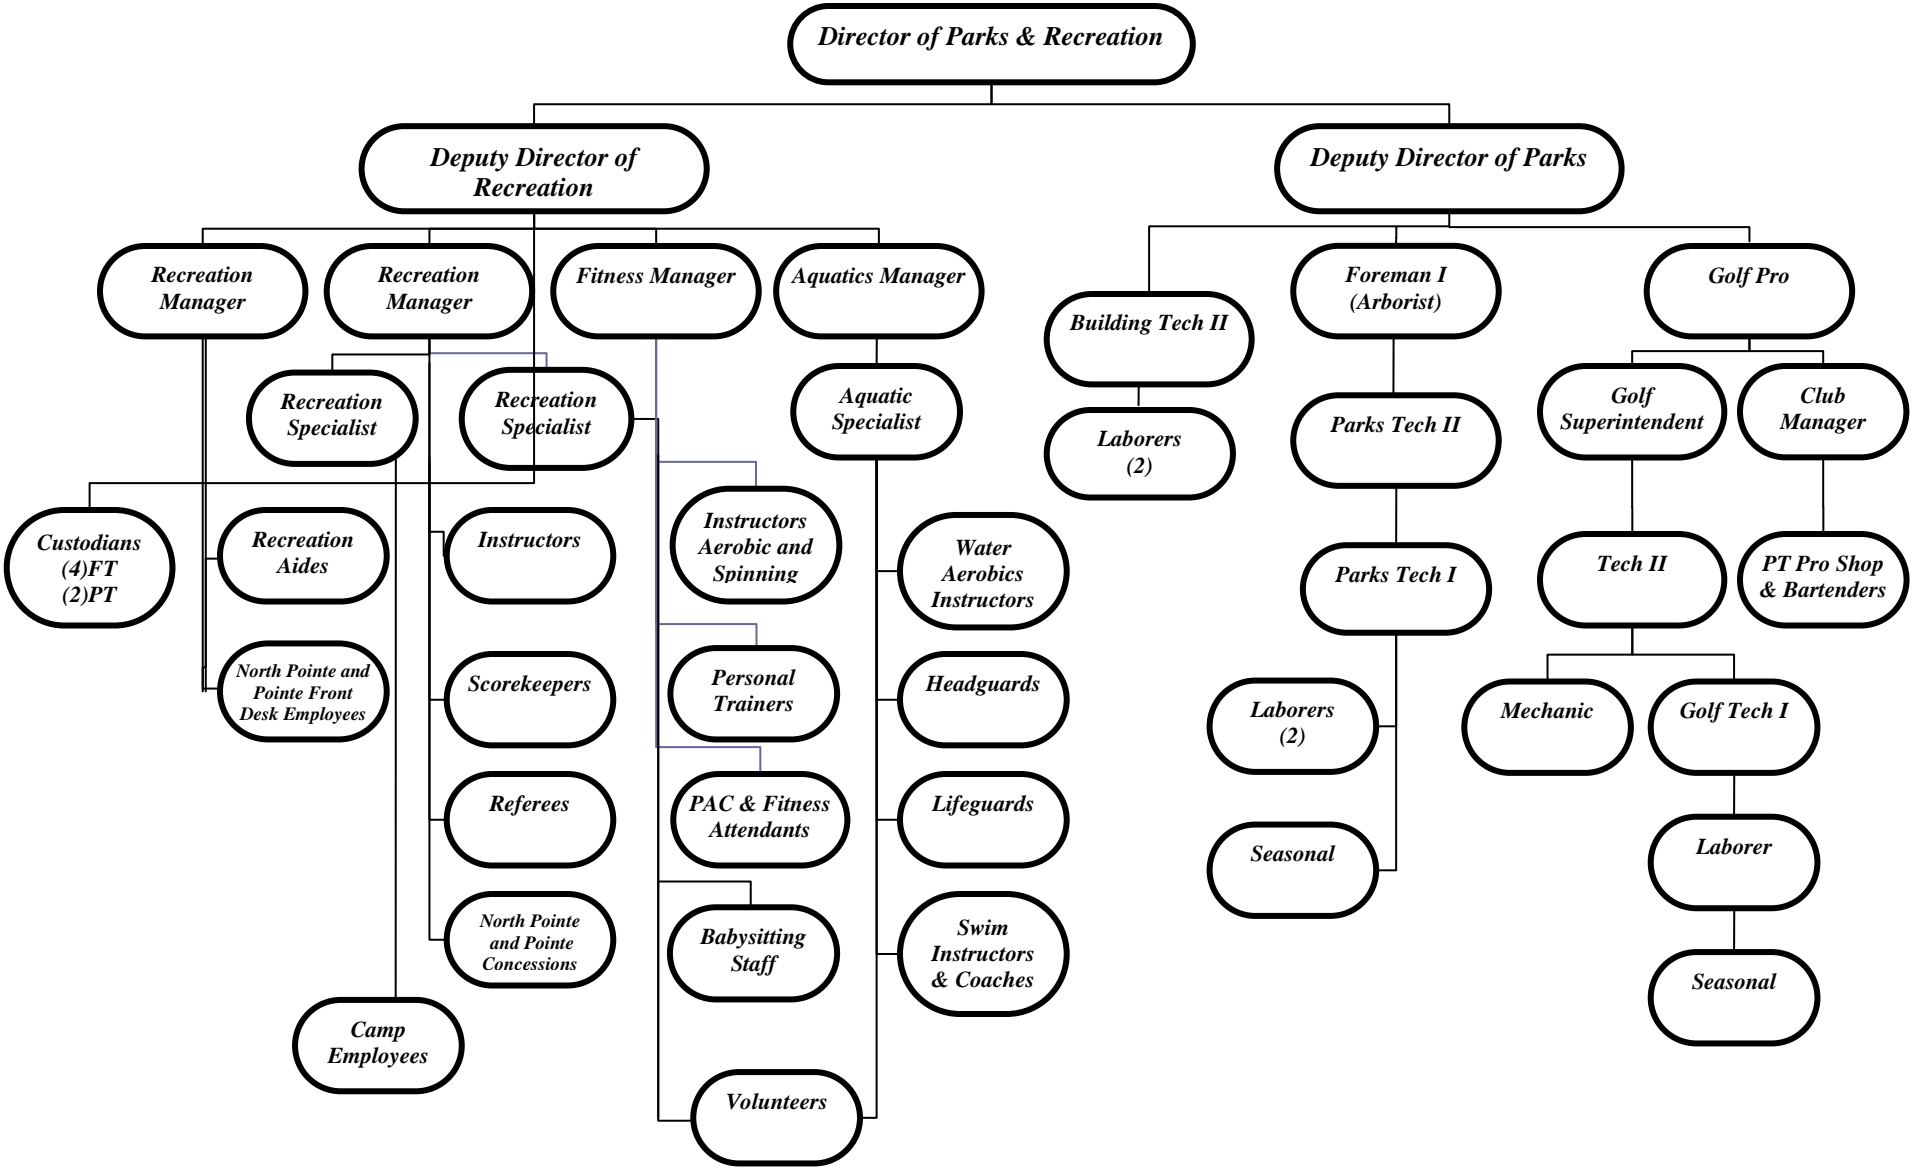 Director of Parks & Recreation
Deputy Director of
Recreation
Deputy Director of Parks
Recreation
Manager
Recreation
Manager
Fitness Manager
Aquatics Manager
Building Tech II
Foreman I
(Arborist)
Golf Pro
Recreation
Specialist
Recreation
Specialist
Aquatic
Specialist
Laborers
(2)
Parks Tech II
Golf
Superintendent
Club
Manager
Custodians
(4)FT
(2)PT
Recreation
Aides
Instructors
Instructors
Aerobic and
Spinning
Water
Aerobics
Instructors
Parks Tech I
Tech II
PT Pro Shop
& Bartenders
North Pointe and
Pointe Front
Desk Employees
Scorekeepers
Personal
Trainers
Headguards
Laborers
(2)
Mechanic
Golf Tech I
Referees
PAC & Fitness
Attendants
Lifeguards
Seasonal
Laborer
North Pointe
and Pointe
Concessions
Babysitting
Staff
Swim
Instructors
& Coaches
Seasonal
Camp
Employees
Volunteers